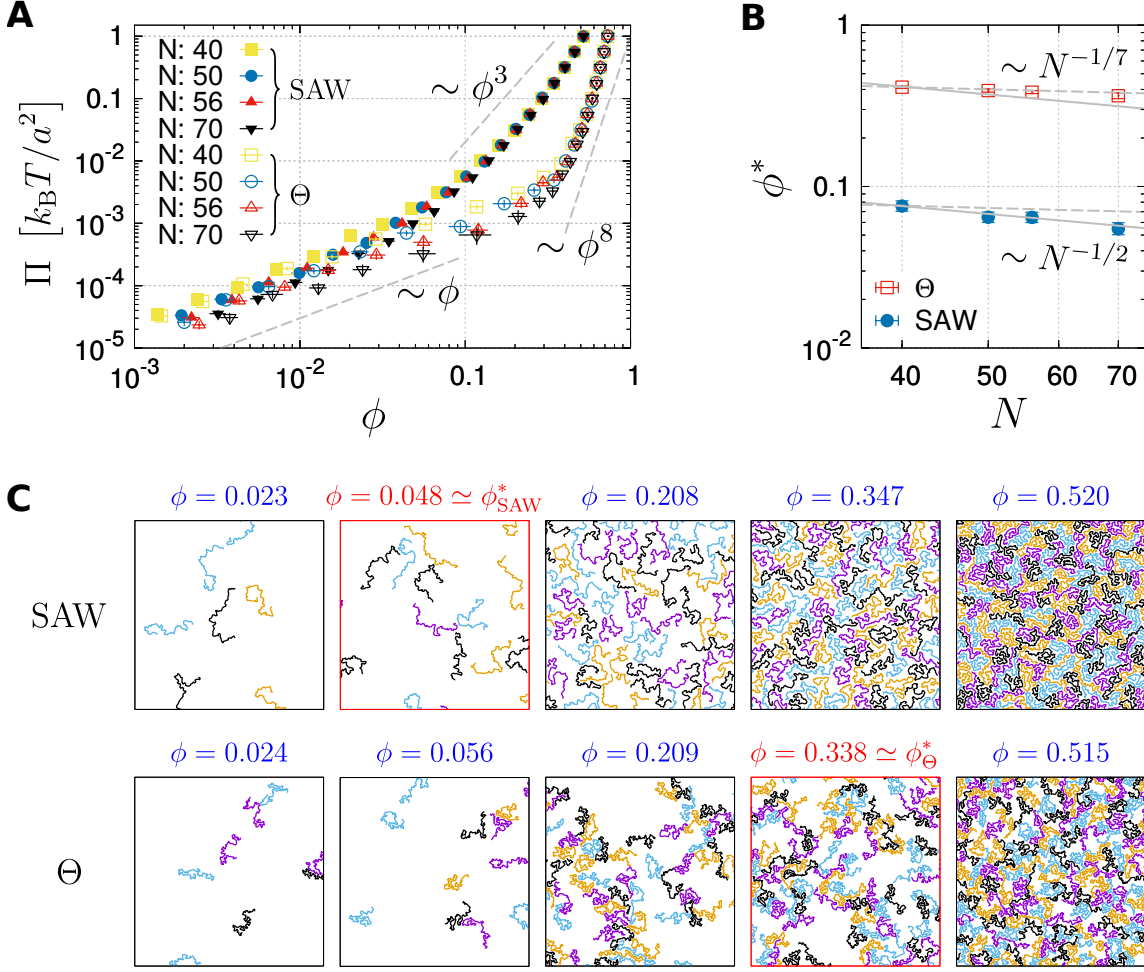 A
Π [k_B T/a²]
1
0.1
10⁻²
10⁻³
10⁻⁴
10⁻⁵
10⁻³
10⁻²
0.1
1
ϕ
N: 40
N: 50
N: 56
N: 70
SAW
N: 40
N: 50
N: 56
N: 70
Θ
∼ ϕ³
∼ ϕ⁸
∼ ϕ
B
ϕ*
1
0.1
10⁻²
40
50
60
70
N
∼ N⁻¹/⁷
∼ N⁻¹/²
Θ
SAW
C
ϕ = 0.023
ϕ = 0.048 ≃ ϕ*_SAW
ϕ = 0.208
ϕ = 0.347
ϕ = 0.520
SAW
ϕ = 0.024
ϕ = 0.056
ϕ = 0.209
ϕ = 0.338 ≃ ϕ*_Θ
ϕ = 0.515
Θ